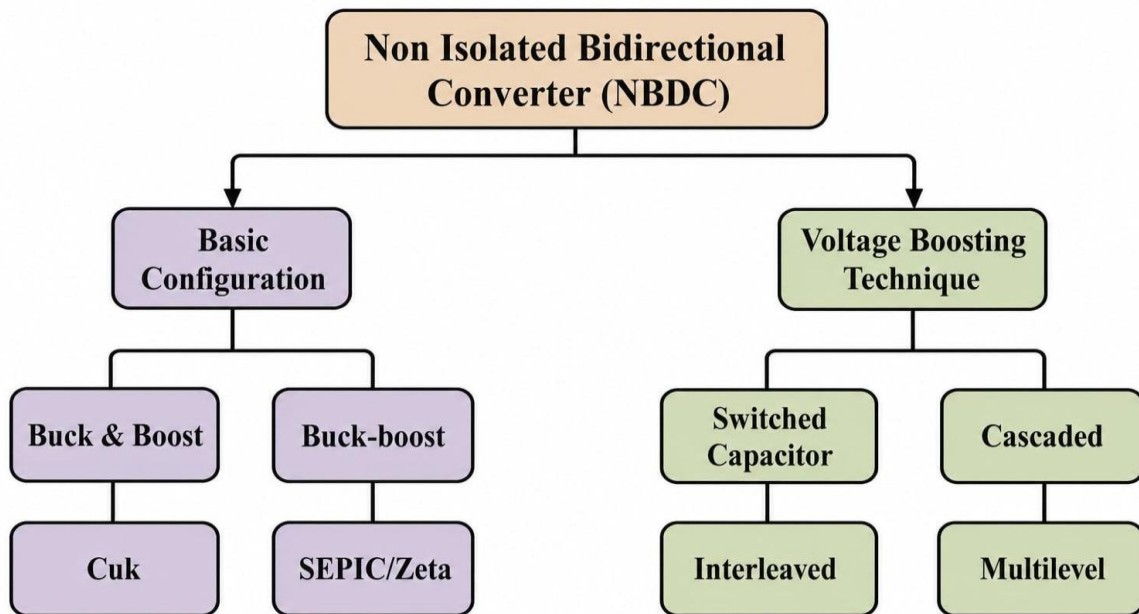 Non Isolated Bidirectional
Converter (NBDC)
Basic
Configuration
Voltage Boosting
Technique
Buck & Boost
Buck-boost
Switched
Capacitor
Cascaded
Cuk
SEPIC/Zeta
Interleaved
Multilevel